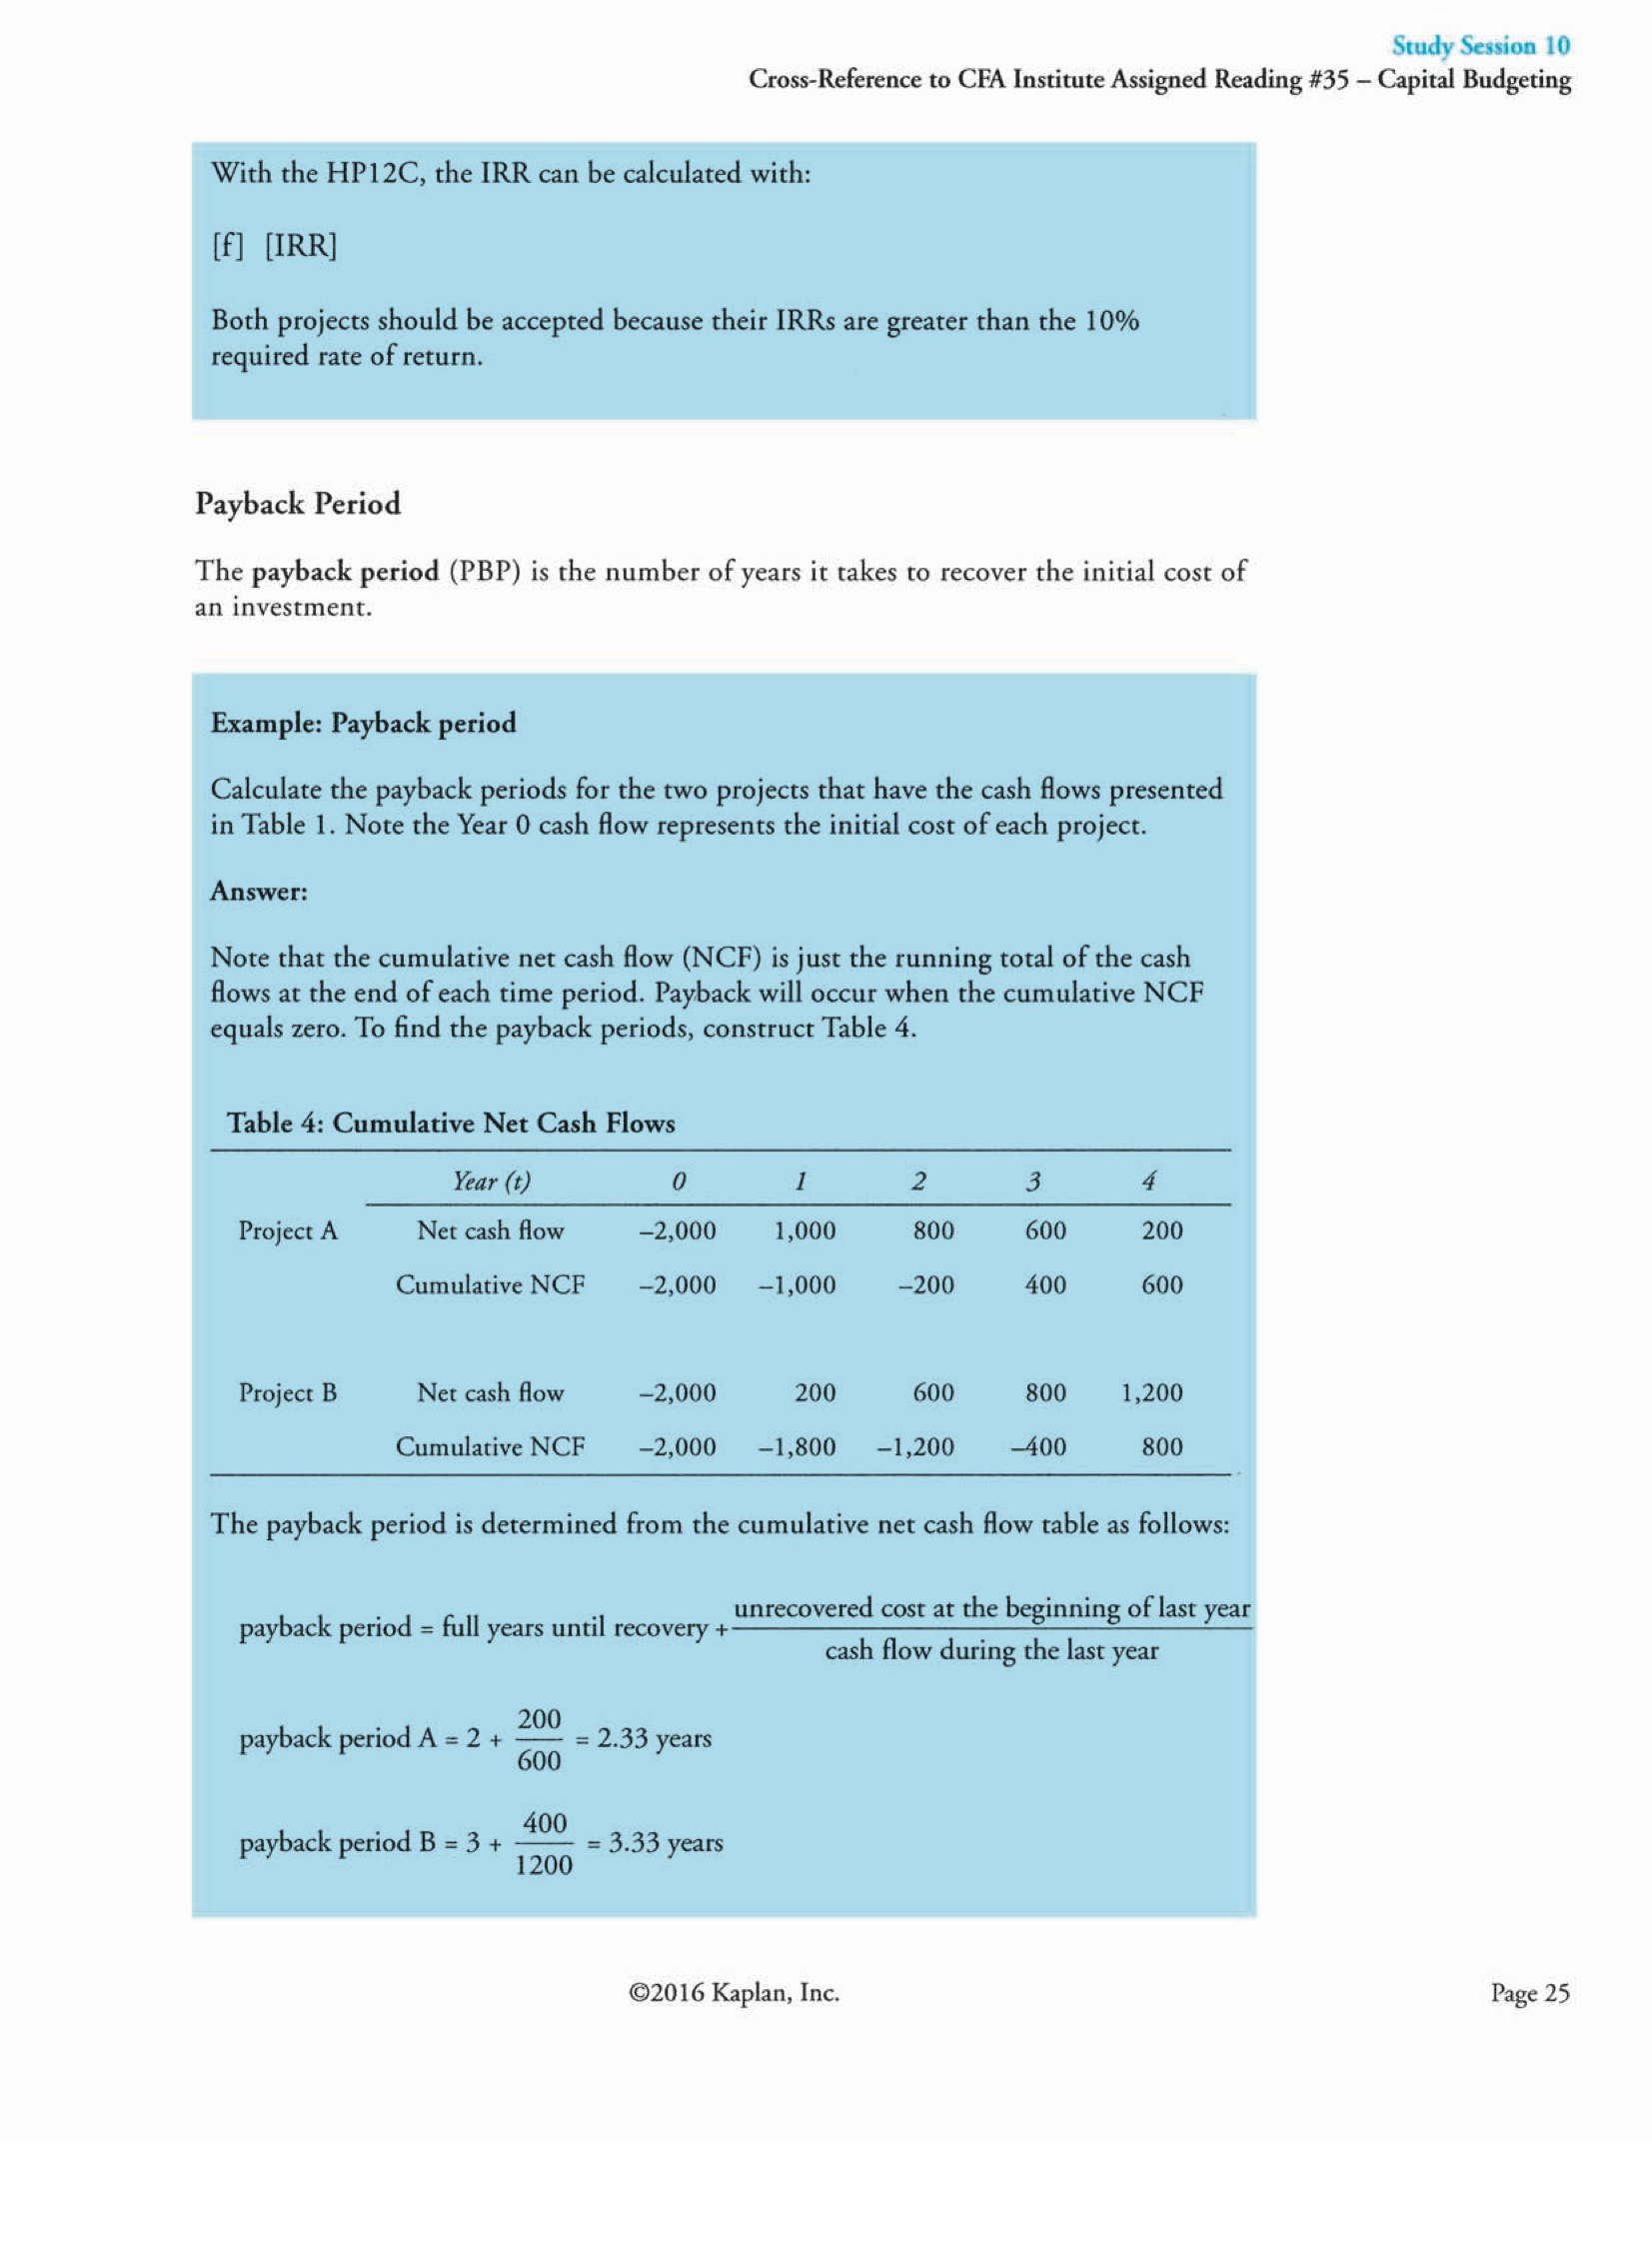 Study Session 10
Cross-Reference to CFA Institute Assigned Reading #35 – Capital Budgeting
With the HP12C, the IRR can be calculated with:
[f] [IRR]
Both projects should be accepted because their IRRs are greater than the 10%
required rate of return.
Payback Period
The payback period (PBP) is the number of years it takes to recover the initial cost of
an investment.
Example: Payback period
Calculate the payback periods for the two projects that have the cash flows presented
in Table 1. Note the Year 0 cash flow represents the initial cost of each project.
Answer:
Note that the cumulative net cash flow (NCF) is just the running total of the cash
flows at the end of each time period. Payback will occur when the cumulative NCF
equals zero. To find the payback periods, construct Table 4.
Table 4: Cumulative Net Cash Flows
Year (t) 0 1 2 3 4
Project A Net cash flow –2,000 1,000 800 600 200
Cumulative NCF –2,000 –1,000 –200 400 600
Project B Net cash flow –2,000 200 600 800 1,200
Cumulative NCF –2,000 –1,800 –1,200 –400 800
The payback period is determined from the cumulative net cash flow table as follows:
payback period = full years until recovery + unrecovered cost at the beginning of last year
cash flow during the last year
payback period A = 2 + 200/600 = 2.33 years
payback period B = 3 + 400/1200 = 3.33 years
©2016 Kaplan, Inc. Page 25